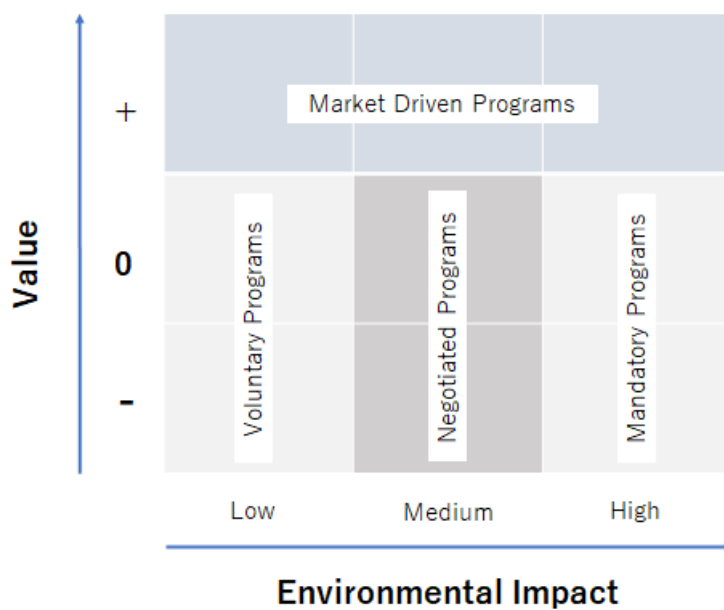 +
Market Driven Programs
Value
0
-
Voluntary Programs
Negotiated Programs
Mandatory Programs
Low
Medium
High
Environmental Impact